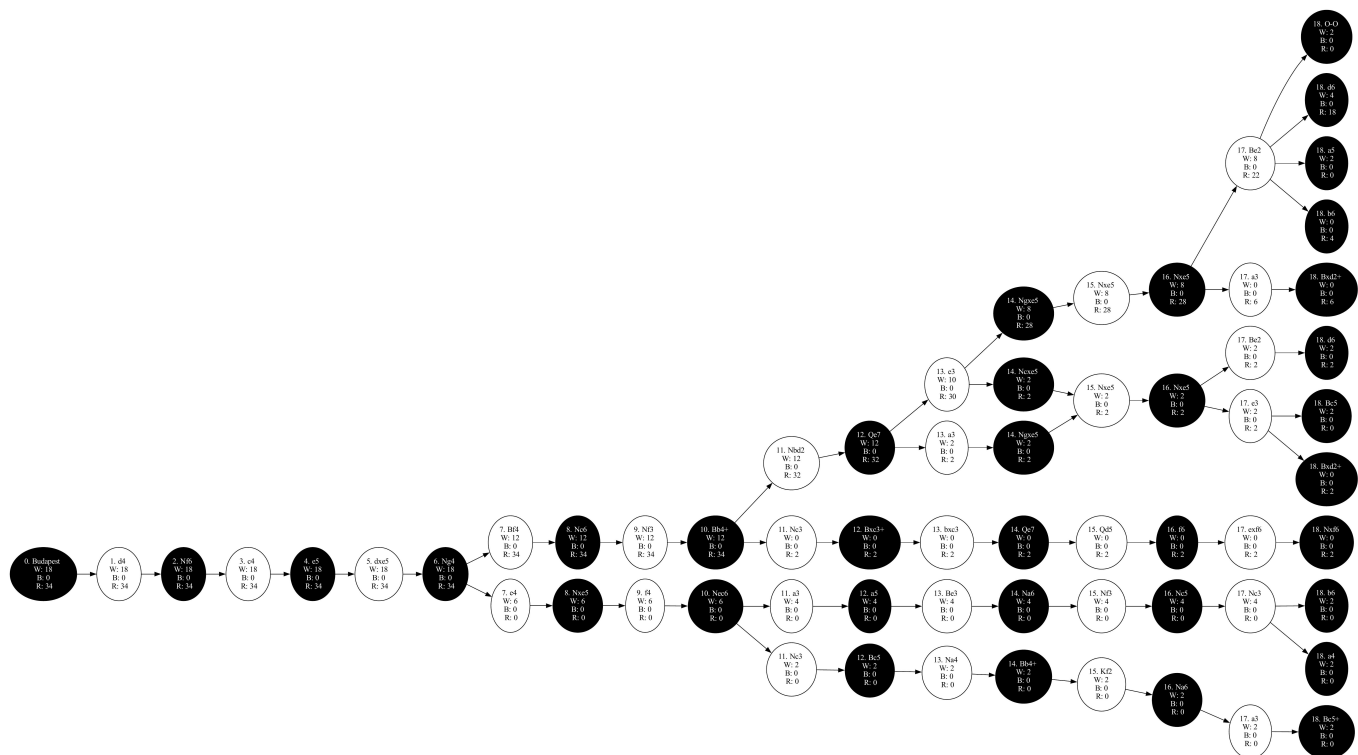 0. Budapest
W: 18
B: 0
R: 34
1. d4
W: 18
B: 0
R: 34
2. Nf6
W: 18
B: 0
R: 34
3. c4
W: 18
B: 0
R: 34
4. e5
W: 18
B: 0
R: 34
5. dxe5
W: 18
B: 0
R: 34
6. Ng4
W: 18
B: 0
R: 34
7. Bf4
W: 12
B: 0
R: 34
7. e4
W: 6
B: 0
R: 0
8. Nc6
W: 12
B: 0
R: 34
8. Nxe5
W: 6
B: 0
R: 0
9. Nf3
W: 12
B: 0
R: 34
9. f4
W: 6
B: 0
R: 0
10. Bb4+
W: 12
B: 0
R: 34
10. Nec6
W: 6
B: 0
R: 0
11. Nbd2
W: 12
B: 0
R: 32
11. Nc3
W: 0
B: 0
R: 2
11. a3
W: 4
B: 0
R: 0
11. Nc3
W: 2
B: 0
R: 0
12. Qe7
W: 12
B: 0
R: 32
12. Bxc3+
W: 0
B: 0
R: 2
12. a5
W: 4
B: 0
R: 0
12. Bc5
W: 2
B: 0
R: 0
13. e3
W: 10
B: 0
R: 30
13. a3
W: 2
B: 0
R: 2
13. bxc3
W: 0
B: 0
R: 2
13. Be3
W: 4
B: 0
R: 0
13. Na4
W: 2
B: 0
R: 0
14. Ngxe5
W: 8
B: 0
R: 28
14. Ncxe5
W: 2
B: 0
R: 2
14. Ngxe5
W: 2
B: 0
R: 2
14. Qe7
W: 0
B: 0
R: 2
14. Na6
W: 4
B: 0
R: 0
14. Bb4+
W: 2
B: 0
R: 0
15. Nxe5
W: 8
B: 0
R: 28
15. Nxe5
W: 2
B: 0
R: 2
15. Qd5
W: 0
B: 0
R: 2
15. Nf3
W: 4
B: 0
R: 0
15. Kf2
W: 2
B: 0
R: 0
16. Nxe5
W: 8
B: 0
R: 28
16. Nxe5
W: 2
B: 0
R: 2
16. f6
W: 0
B: 0
R: 2
16. Nc5
W: 4
B: 0
R: 0
16. Na6
W: 2
B: 0
R: 0
17. Be2
W: 8
B: 0
R: 22
17. a3
W: 0
B: 0
R: 6
17. Be2
W: 2
B: 0
R: 2
17. e3
W: 2
B: 0
R: 2
17. exf6
W: 0
B: 0
R: 2
17. Nc3
W: 4
B: 0
R: 0
17. a3
W: 2
B: 0
R: 0
18. O-O
W: 2
B: 0
R: 0
18. d6
W: 4
B: 0
R: 18
18. a5
W: 2
B: 0
R: 0
18. b6
W: 0
B: 0
R: 4
18. Bxd2+
W: 0
B: 0
R: 6
18. d6
W: 2
B: 0
R: 2
18. Bc5
W: 2
B: 0
R: 0
18. Bxd2+
W: 0
B: 0
R: 2
18. Nxf6
W: 0
B: 0
R: 2
18. b6
W: 2
B: 0
R: 0
18. a4
W: 2
B: 0
R: 0
18. Bc5+
W: 2
B: 0
R: 0